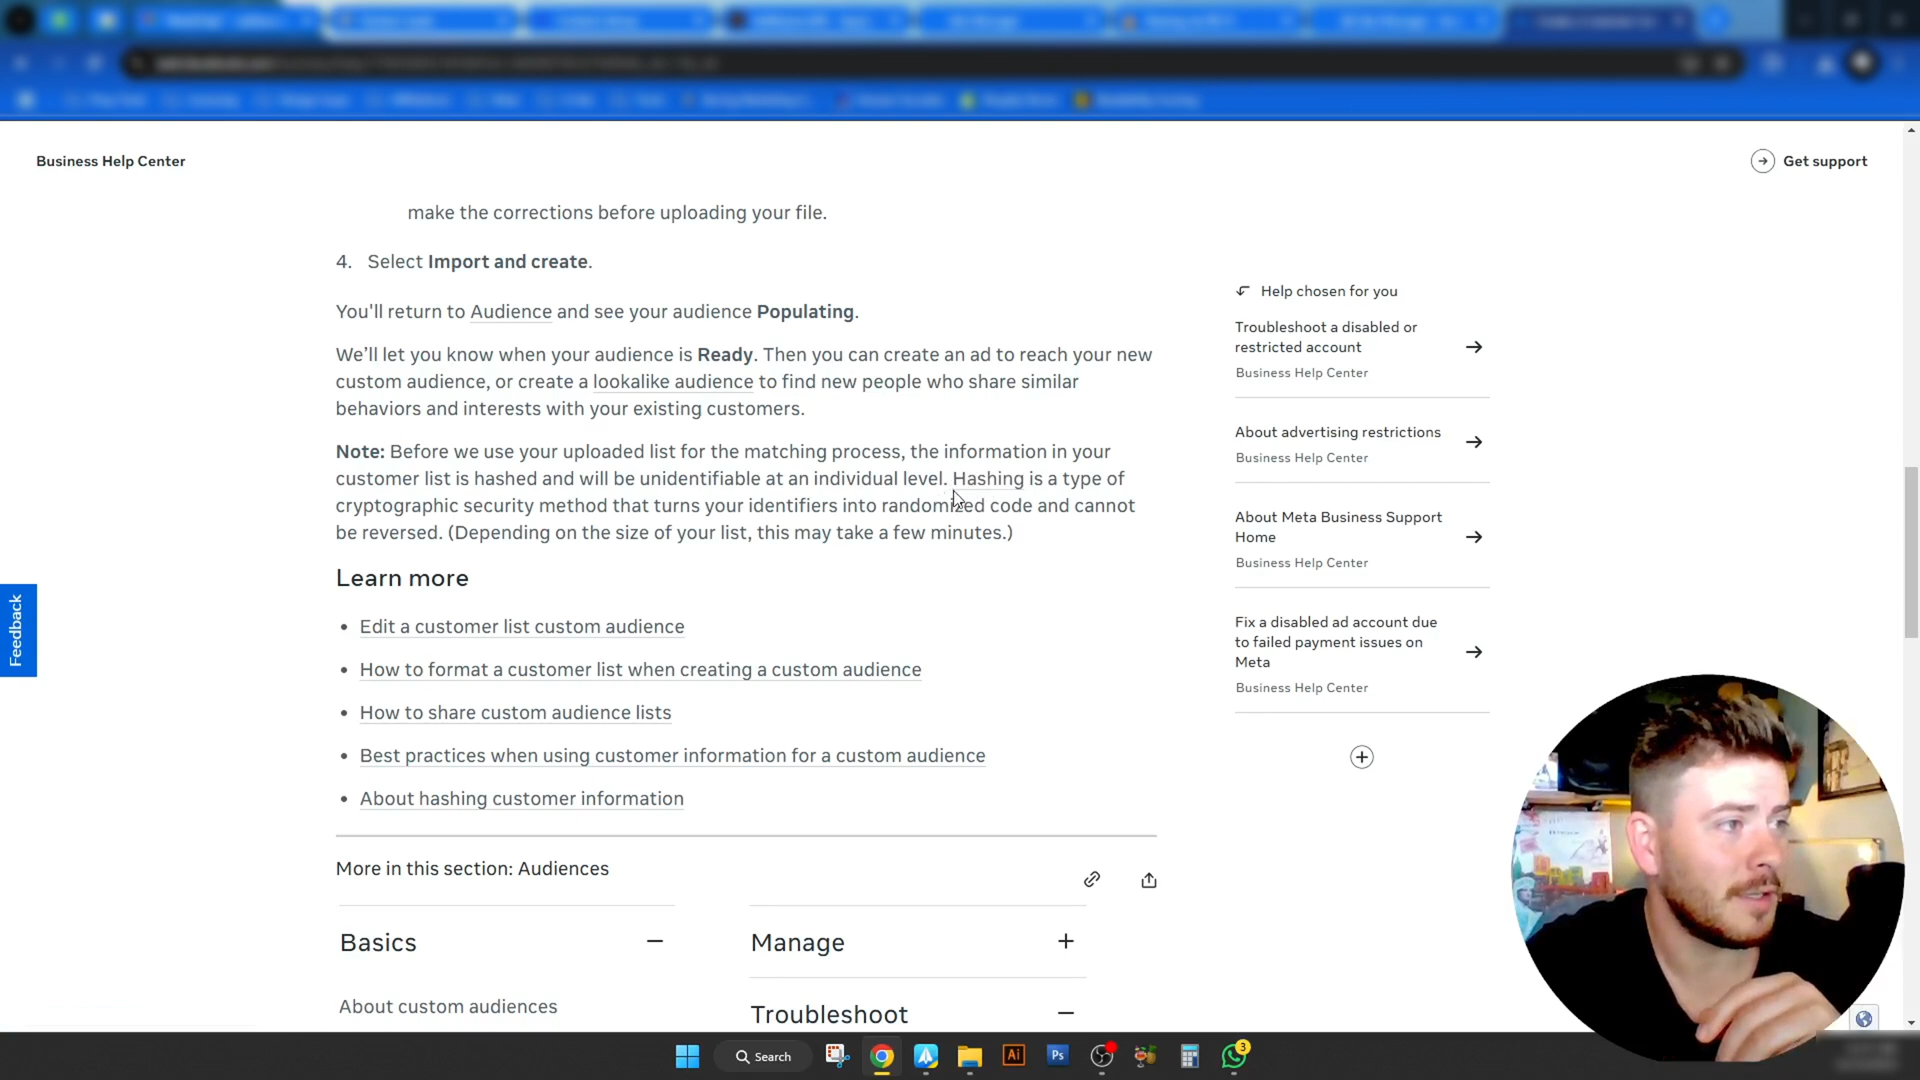 Business Help Center
Get support
make the corrections before uploading your file.
4. Select Import and create.
You'll return to Audience and see your audience Populating.
We'll let you know when your audience is Ready. Then you can create an ad to reach your new
custom audience, or create a lookalike audience to find new people who share similar
behaviors and interests with your existing customers.
Note: Before we use your uploaded list for the matching process, the information in your
customer list is hashed and will be unidentifiable at an individual level. Hashing is a type of
cryptographic security method that turns your identifiers into randomized code and cannot
be reversed. (Depending on the size of your list, this may take a few minutes.)
Learn more
• Edit a customer list custom audience
• How to format a customer list when creating a custom audience
• How to share custom audience lists
• Best practices when using customer information for a custom audience
• About hashing customer information
More in this section: Audiences
Basics
About custom audiences
Manage
Troubleshoot
Help chosen for you
Troubleshoot a disabled or
restricted account
Business Help Center
About advertising restrictions
Business Help Center
About Meta Business Support
Home
Business Help Center
Fix a disabled ad account due
to failed payment issues on
Meta
Business Help Center
Feedback
Search
Ai
Ps
3